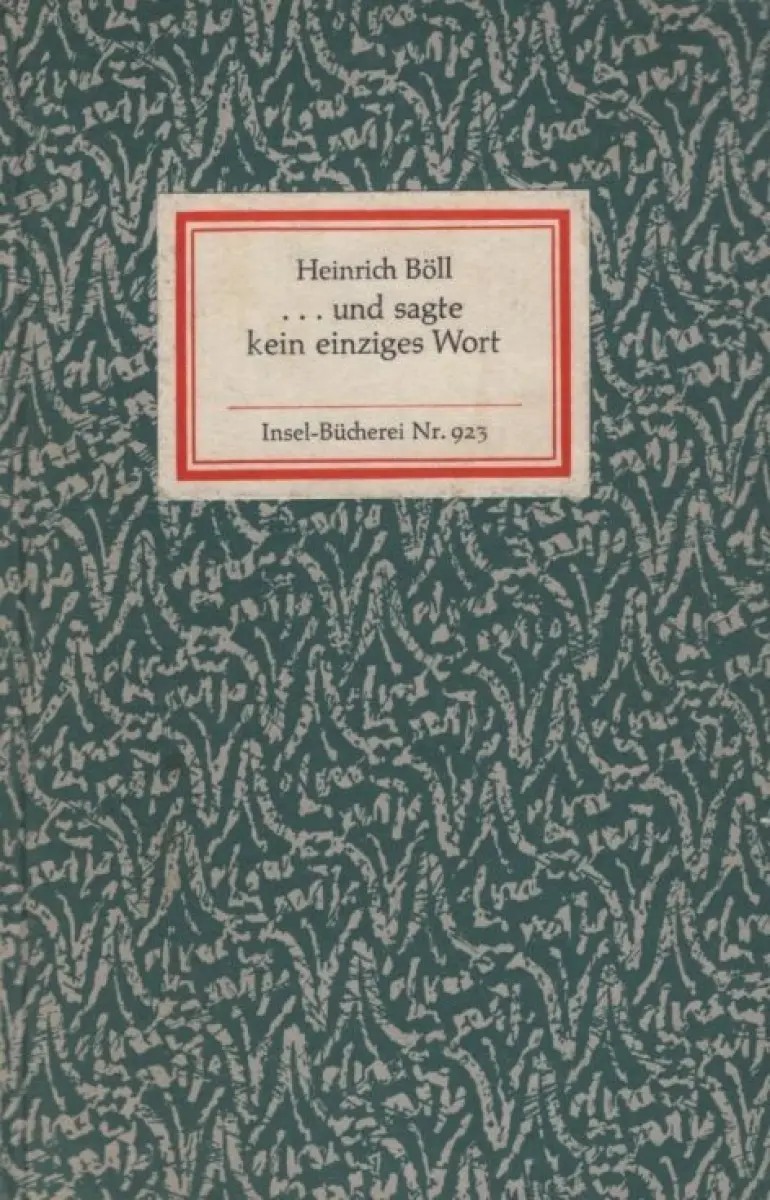 Heinrich Böll
... und sagte
kein einziges Wort
Insel-Bücherei Nr. 923